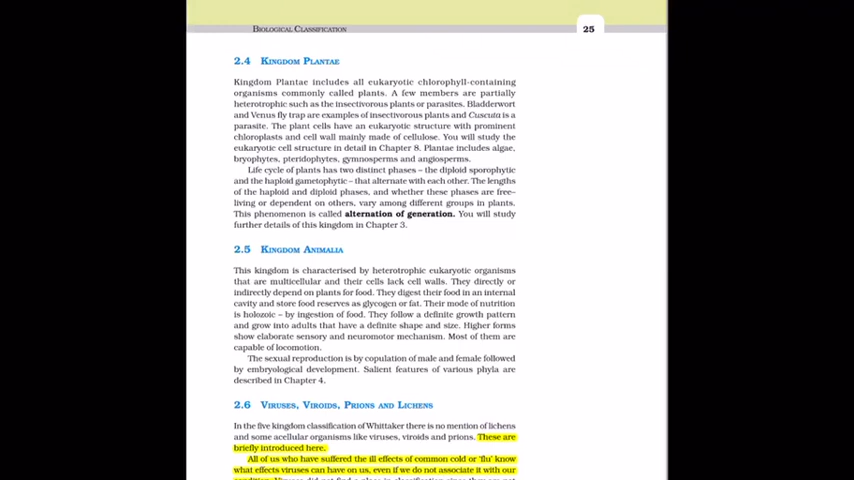 BIOLOGICAL CLASSIFICATION
25
2.4 KINGDOM PLANTAE
Kingdom Plantae includes all eukaryotic chlorophyll-containing
organisms commonly called plants. A few members are partially
heterotrophic such as the insectivorous plants or parasites. Bladderwort
and Venus fly trap are examples of insectivorous plants and Cuscuta is a
parasite. The plant cells have an eukaryotic structure with prominent
chloroplasts and cell wall mainly made of cellulose. You will study the
eukaryotic cell structure in detail in Chapter 8. Plantae includes algae,
bryophytes, pteridophytes, gymnosperms and angiosperms.
Life cycle of plants has two distinct phases – the diploid sporophytic
and the haploid gametophytic – that alternate with each other. The lengths
of the haploid and diploid phases, and whether these phases are free–
living or dependent on others, vary among different groups in plants.
This phenomenon is called alternation of generation. You will study
further details of this kingdom in Chapter 3.
2.5 KINGDOM ANIMALIA
This kingdom is characterised by heterotrophic eukaryotic organisms
that are multicellular and their cells lack cell walls. They directly or
indirectly depend on plants for food. They digest their food in an internal
cavity and store food reserves as glycogen or fat. Their mode of nutrition
is holozoic – by ingestion of food. They follow a definite growth pattern
and grow into adults that have a definite shape and size. Higher forms
show elaborate sensory and neuromotor mechanism. Most of them are
capable of locomotion.
The sexual reproduction is by copulation of male and female followed
by embryological development. Salient features of various phyla are
described in Chapter 4.
2.6 VIRUSES, VIROIDS, PRIONS AND LICHENS
In the five kingdom classification of Whittaker there is no mention of lichens
and some acellular organisms like viruses, viroids and prions. These are
briefly introduced here.
All of us who have suffered the ill effects of common cold or 'flu' know
what effects viruses can have on us, even if we do not associate it with our
condition. Viruses did not find a place in classification since they are not